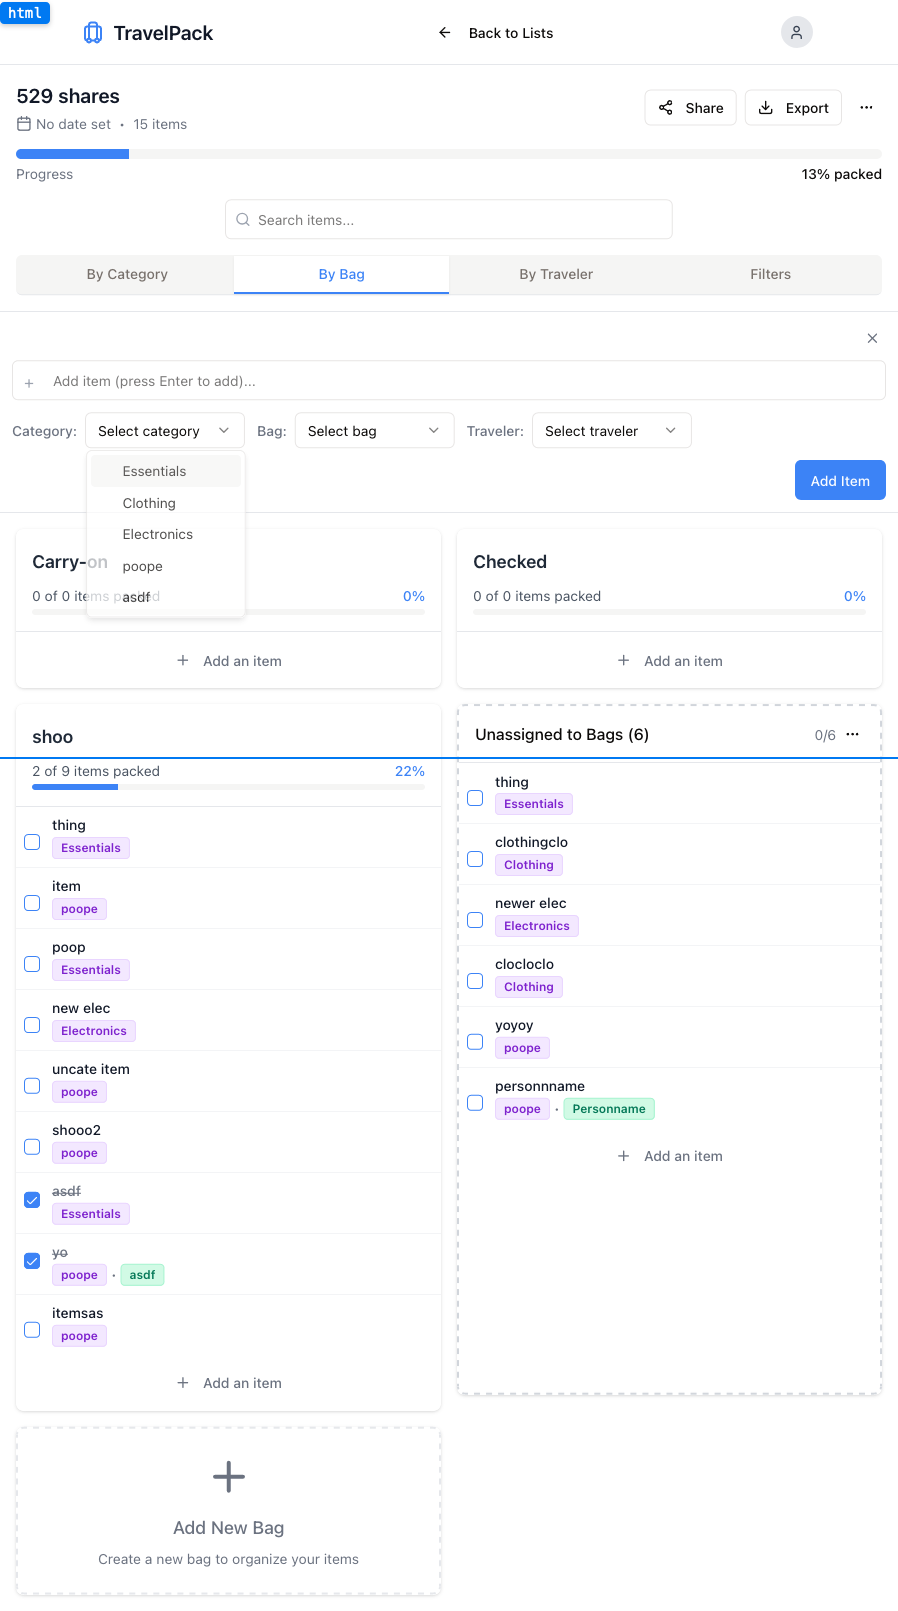 html
TravelPack
Back to Lists
529 shares
No date set • 15 items
Share
Export
Progress
13% packed
Search items...
By Category
By Bag
By Traveler
Filters
Add item (press Enter to add)...
Category:
Select category
Bag:
Select bag
Traveler:
Select traveler
Essentials
Clothing
Electronics
poope
asdf
Add Item
Carry-on
0 of 0 items packed
0%
Add an item
Checked
0 of 0 items packed
0%
Add an item
shoo
2 of 9 items packed
22%
thing
Essentials
item
poope
poop
Essentials
new elec
Electronics
uncate item
poope
shooo2
poope
asdf
Essentials
yo
poope • asdf
itemsas
poope
Add an item
Unassigned to Bags (6)
0/6
thing
Essentials
clothingclo
Clothing
newer elec
Electronics
clocloclo
Clothing
yoyoy
poope
personnname
poope • Personname
Add an item
Add New Bag
Create a new bag to organize your items